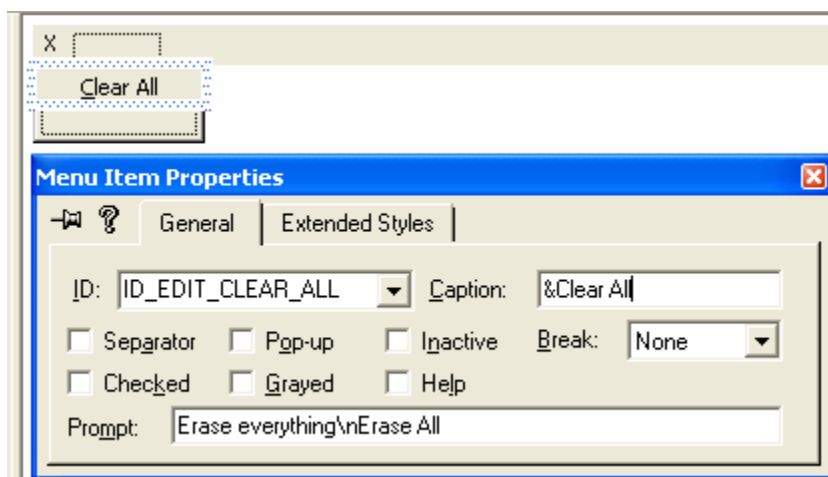 X
Clear All
Menu Item Properties
General Extended Styles
ID: ID_EDIT_CLEAR_ALL Caption: &Clear All
Separator Pop-up Inactive Break: None
Checked Grayed Help
Prompt: Erase everything\nErase All